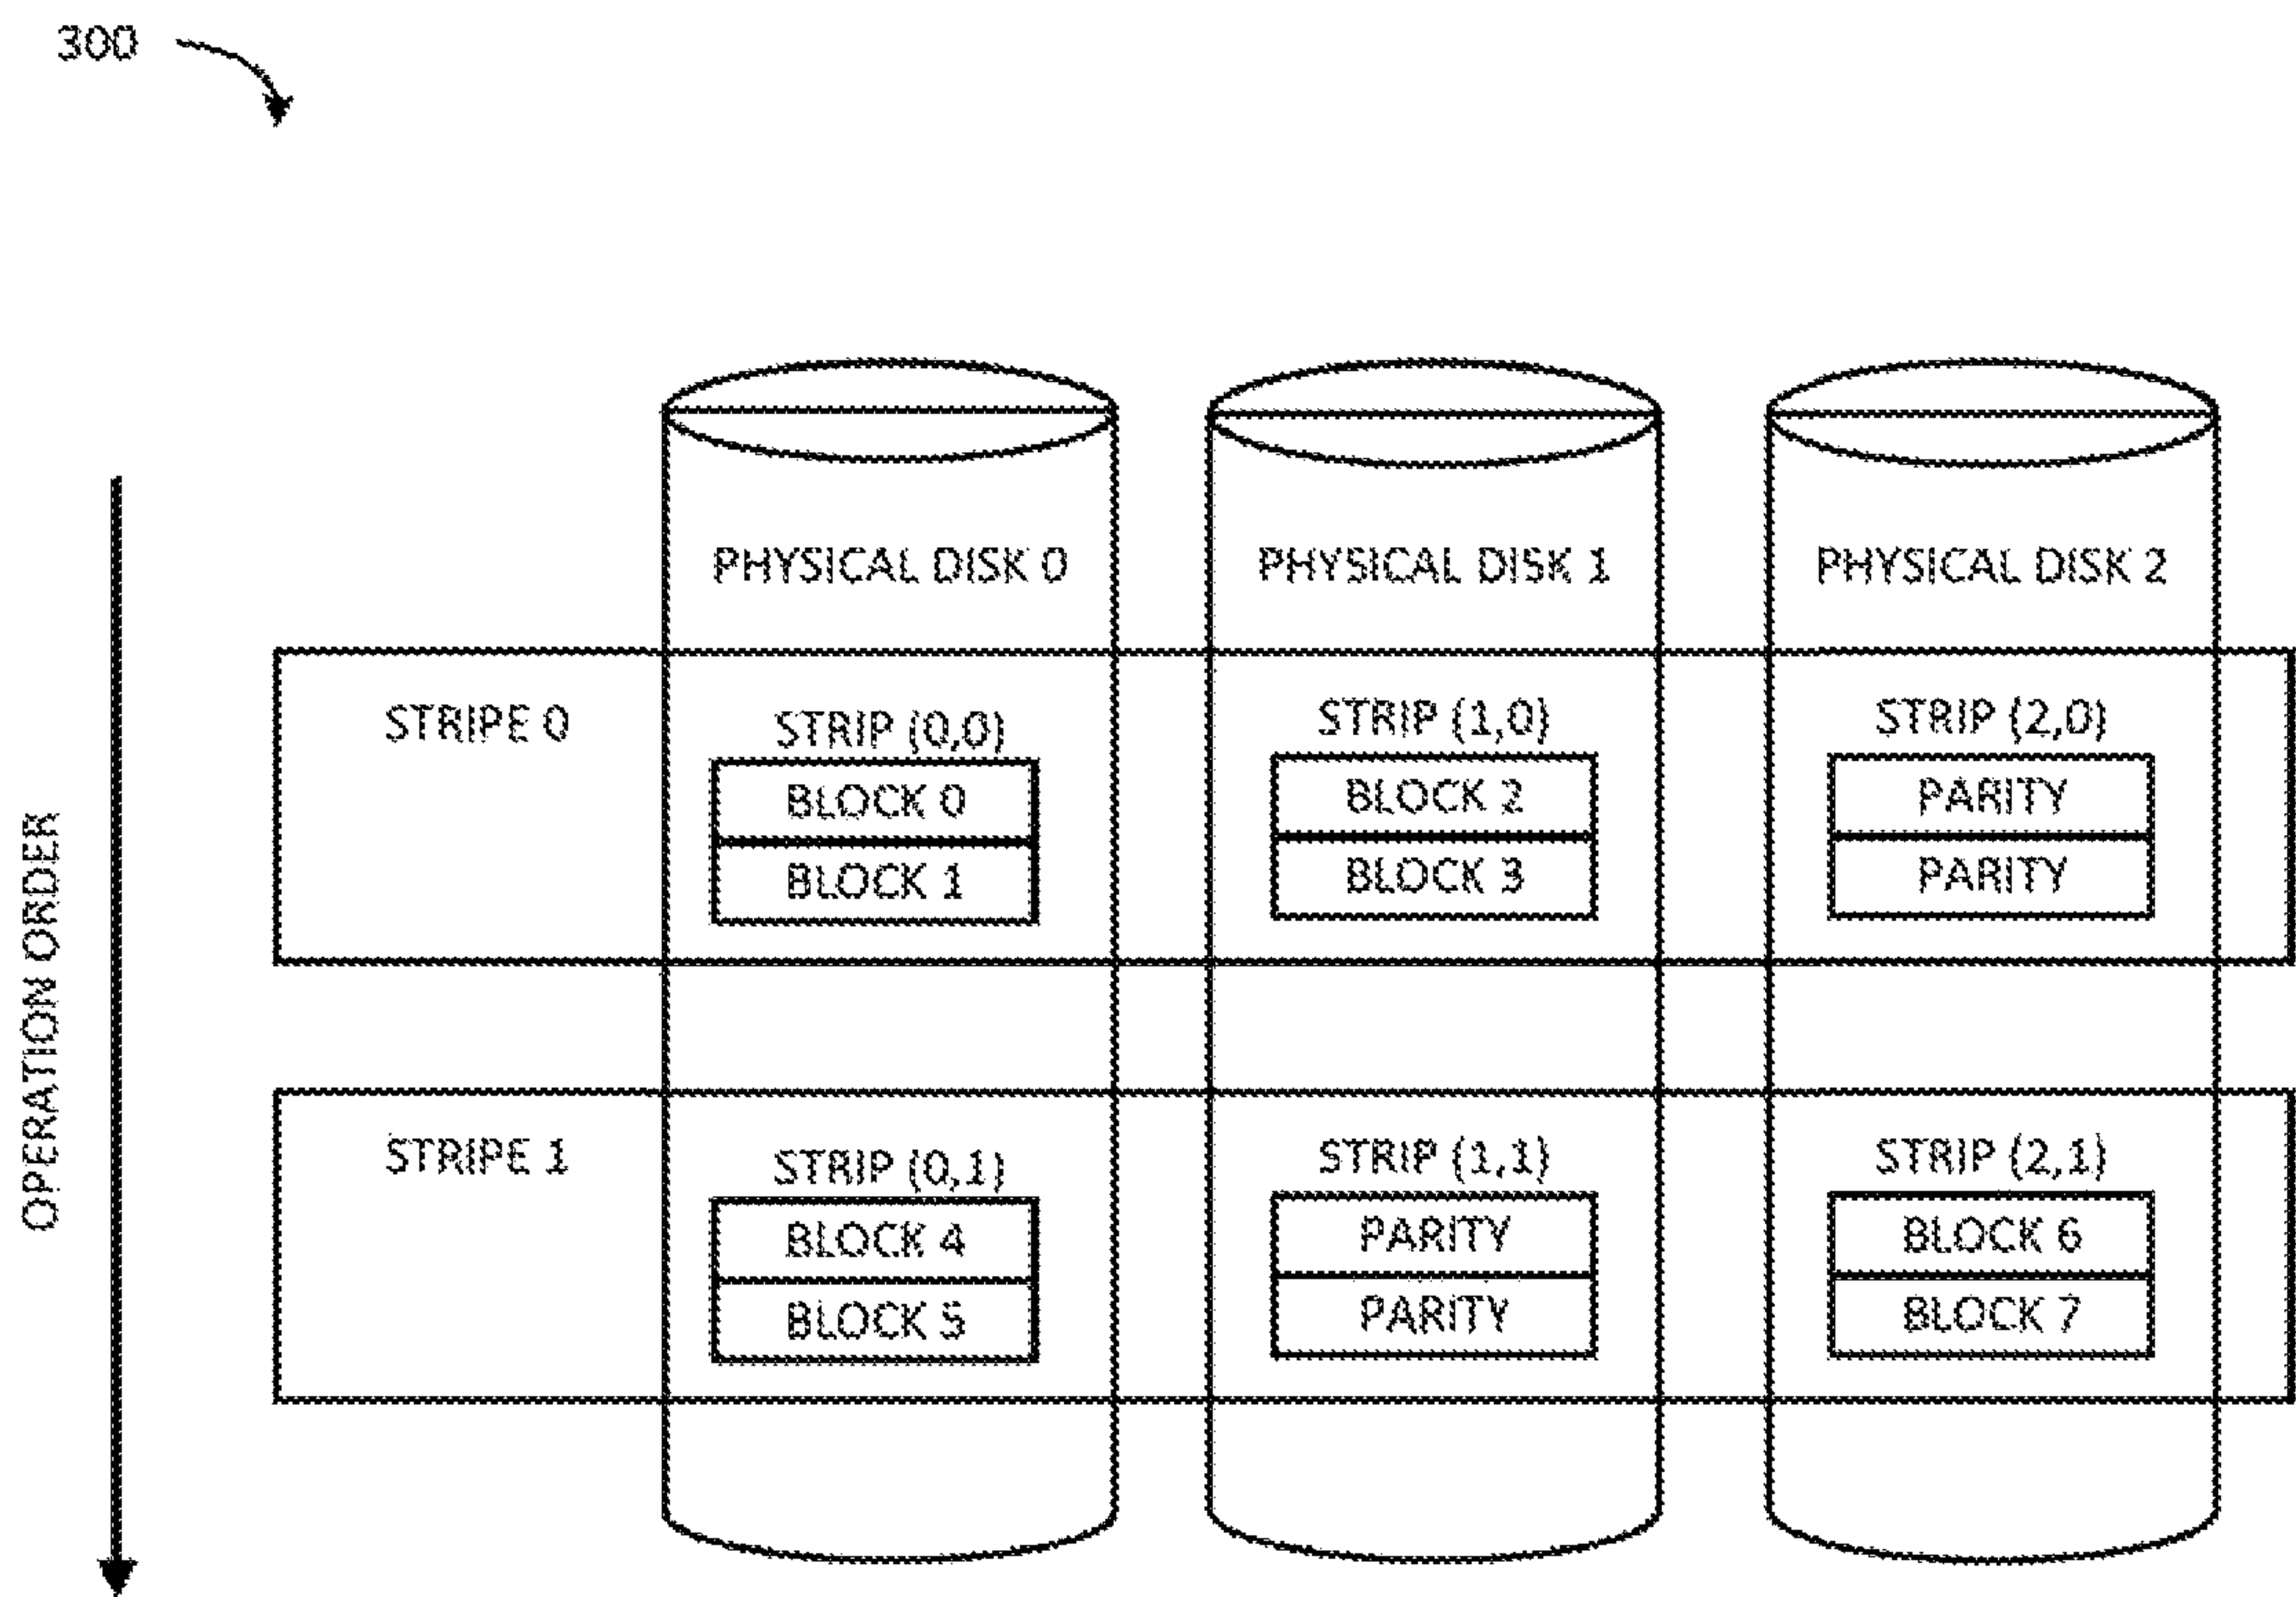 300
OPERATION ORDER
PHYSICAL DISK 0
PHYSICAL DISK 1
PHYSICAL DISK 2
STRIPE 0
STRIP (0,0)
BLOCK 0
BLOCK 1
STRIP (1,0)
BLOCK 2
BLOCK 3
STRIP (2,0)
PARITY
PARITY
STRIPE 1
STRIP (0,1)
BLOCK 4
BLOCK 5
STRIP (1,1)
PARITY
PARITY
STRIP (2,1)
BLOCK 6
BLOCK 7